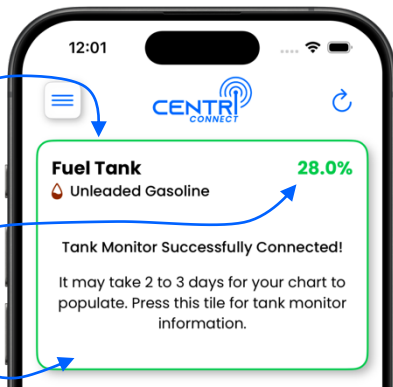 12:01
CENTRI
CONNECT
Fuel Tank
28.0%
Unleaded Gasoline
Tank Monitor Successfully Connected!
It may take 2 to 3 days for your chart to
populate. Press this tile for tank monitor
information.